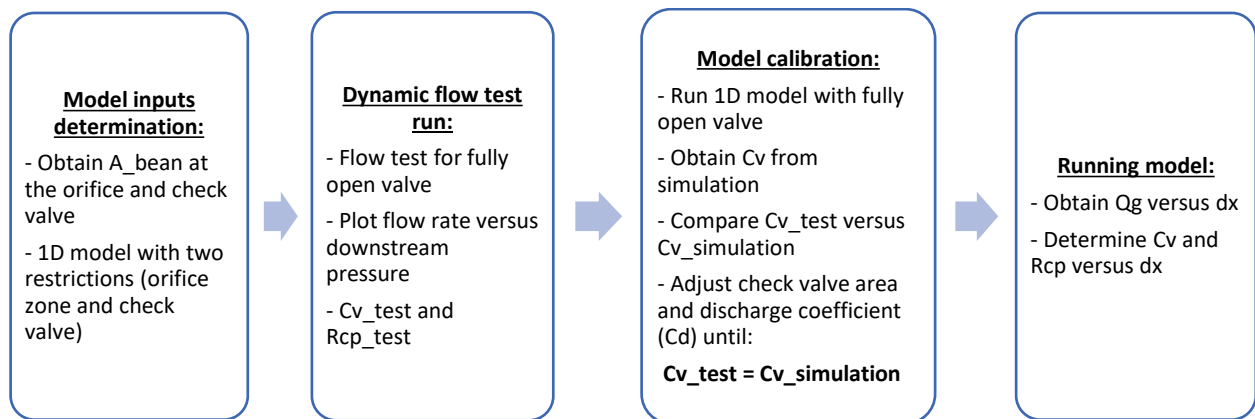 Model inputs
determination:
- Obtain A_bean at
the orifice and check
valve
- 1D model with two
restrictions (orifice
zone and check
valve)
Dynamic flow test
run:
- Flow test for fully
open valve
- Plot flow rate versus
downstream
pressure
- Cv_test and
Rcp_test
Model calibration:
- Run 1D model with fully
open valve
- Obtain Cv from
simulation
- Compare Cv_test versus
Cv_simulation
- Adjust check valve area
and discharge coefficient
(Cd) until:
Cv_test = Cv_simulation
Running model:
- Obtain Qg versus dx
- Determine Cv and
Rcp versus dx